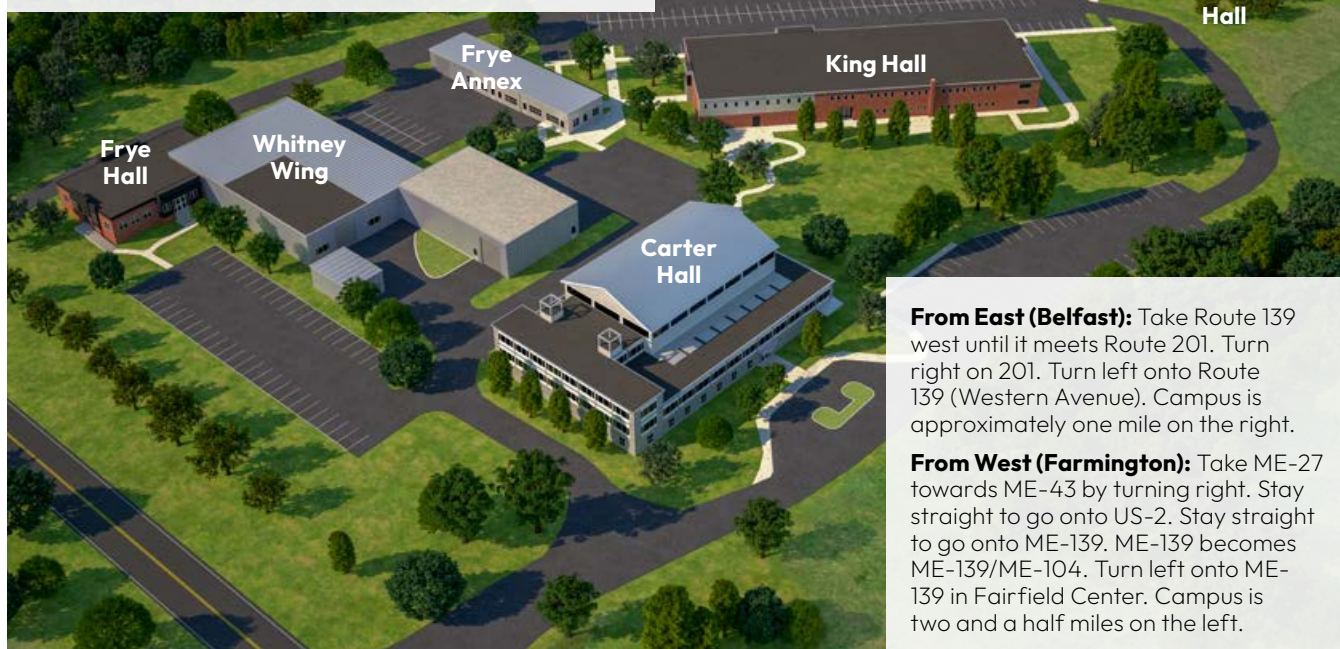 Hall
King Hall
Frye
Annex
Whitney
Wing
Frye
Hall
Carter
Hall
From East (Belfast): Take Route 139
west until it meets Route 201. Turn
right on 201. Turn left onto Route
139 (Western Avenue). Campus is
approximately one mile on the right.
From West (Farmington): Take ME-27
towards ME-43 by turning right. Stay
straight to go onto US-2. Stay straight
to go onto ME-139. ME-139 becomes
ME-139/ME-104. Turn left onto ME-
139 in Fairfield Center. Campus is
two and a half miles on the left.